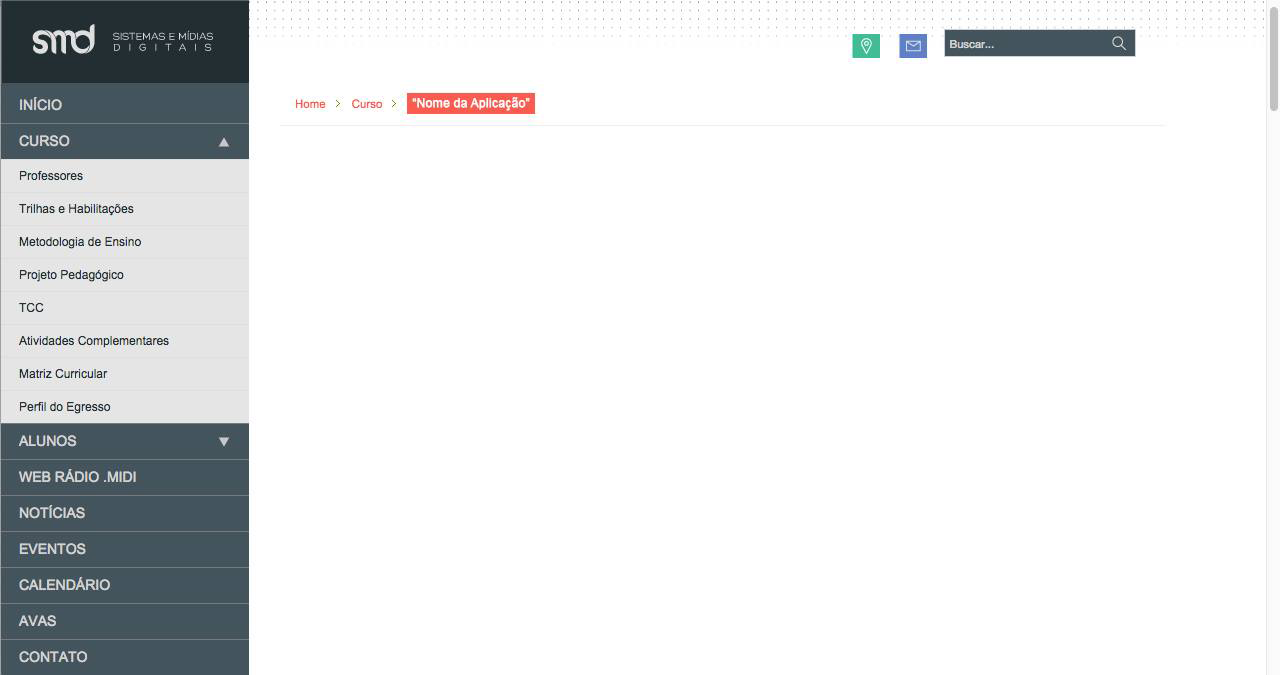 smd SISTEMAS E MÍDIAS
DIGITAIS
Buscar...
Home > Curso > "Nome da Aplicação"
INÍCIO
CURSO
Professores
Trilhas e Habilitações
Metodologia de Ensino
Projeto Pedagógico
TCC
Atividades Complementares
Matriz Curricular
Perfil do Egresso
ALUNOS
WEB RÁDIO .MIDI
NOTÍCIAS
EVENTOS
CALENDÁRIO
AVAS
CONTATO